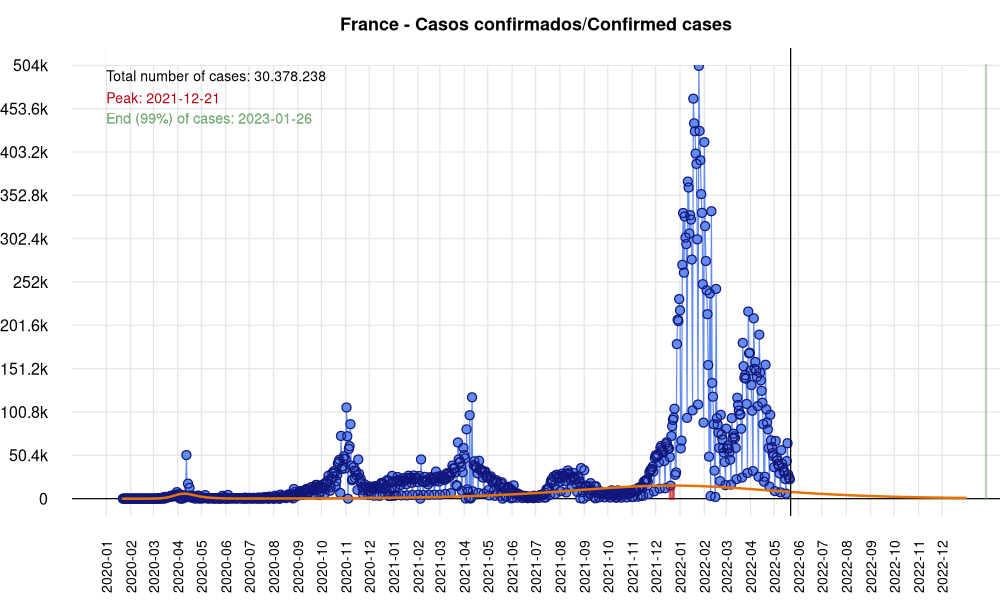 France - Casos confirmados/Confirmed cases
Total number of cases: 30.378.238
Peak: 2021-12-21
End (99%) of cases: 2023-01-26
504k
453.6k
403.2k
352.8k
302.4k
252k
201.6k
151.2k
100.8k
50.4k
0
2020-01
2020-02
2020-03
2020-04
2020-05
2020-06
2020-07
2020-08
2020-09
2020-10
2020-11
2020-12
2021-01
2021-02
2021-03
2021-04
2021-05
2021-06
2021-07
2021-08
2021-09
2021-10
2021-11
2021-12
2022-01
2022-02
2022-03
2022-04
2022-05
2022-06
2022-07
2022-08
2022-09
2022-10
2022-11
2022-12